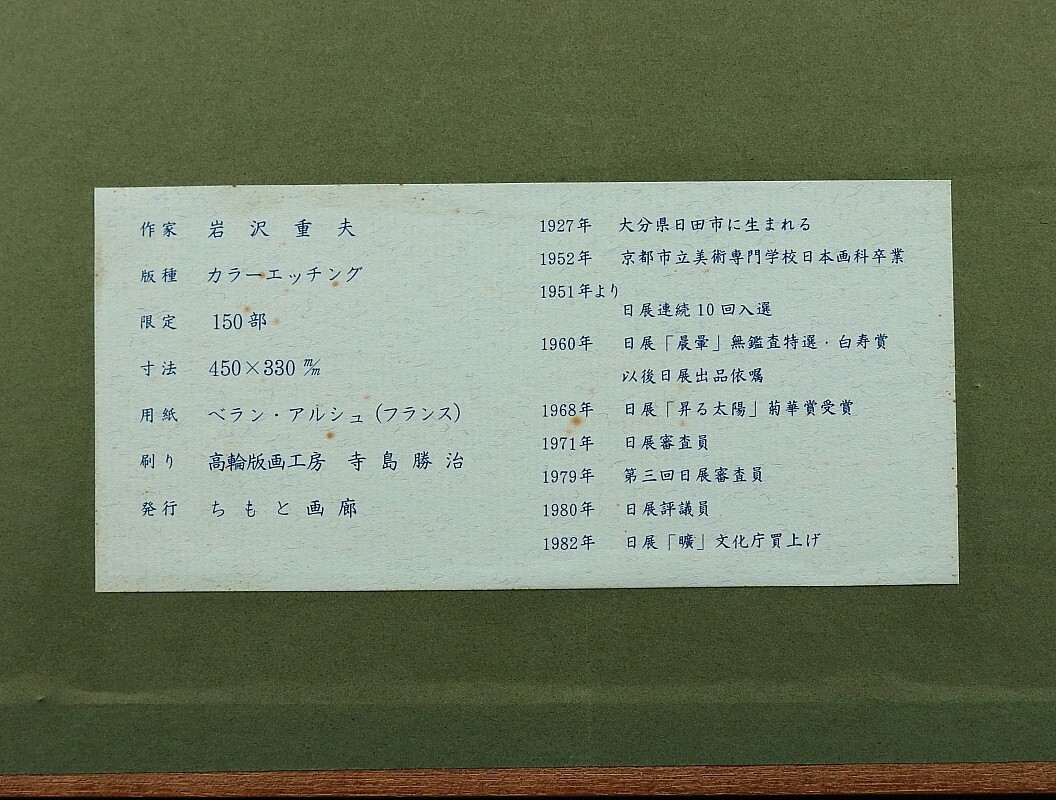 作家 岩沢重夫
版種 カラーエッチング
限定 150部
寸法 450×330 m/m
用紙 ベラン・アルシュ(フランス)
刷り 高輪版画工房 寺島勝治
発行 ちもと画廊
1927年 大分県日田市に生まれる
1952年 京都市立美術専門学校日本画科卒業
1951年より
日展連続10回入選
1960年 日展「晨暈」無鑑査特選・白寿賞
以後日展出品依嘱
1968年 日展「昇る太陽」菊華賞受賞
1971年 日展審査員
1979年 第三回日展審査員
1980年 日展評議員
1982年 日展「曠」文化庁買上げ